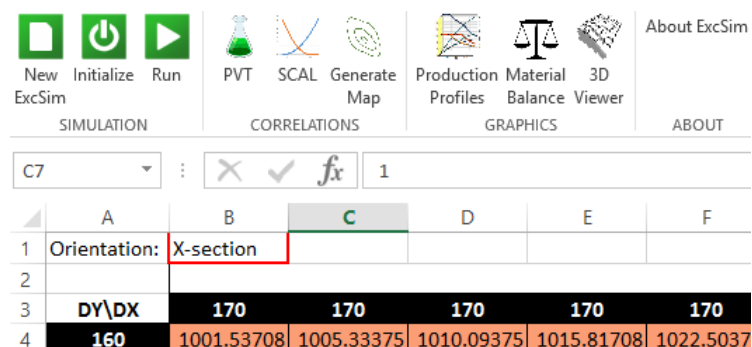 New ExcSim
Initialize
Run
PVT
SCAL
Generate Map
Production Profiles
Material Balance
3D Viewer
About ExcSim
SIMULATION
CORRELATIONS
GRAPHICS
ABOUT
C7
fx
1
A B C D E F
1 Orientation: X-section
2
3 DY\DX 170 170 170 170 170
4 160 1001.53708 1005.33375 1010.09375 1015.81708 1022.5037